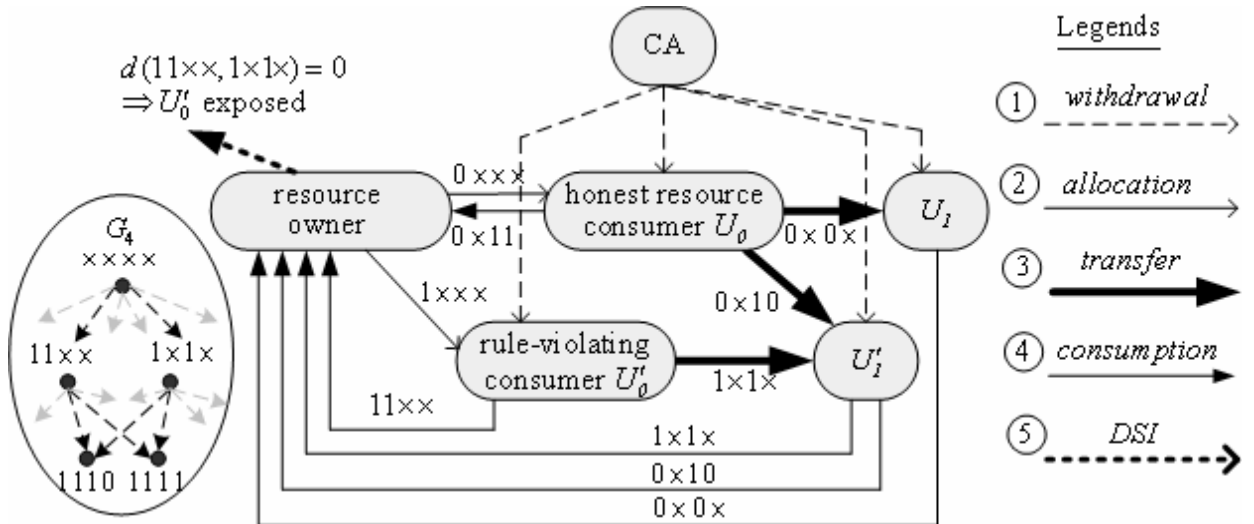 CA
Legends
d(11××, 1×1×) = 0
⇒ U′₀ exposed
① withdrawal
② allocation
③ transfer
④ consumption
⑤ DSI
resource
owner
0×××
0×11
honest resource
consumer U₀
0×0×
U₁
0×10
1×××
rule-violating
consumer U′₀
1×1×
U′₁
11××
1×1×
0×10
0×0×
G₄
××××
11××
1×1×
1110
1111